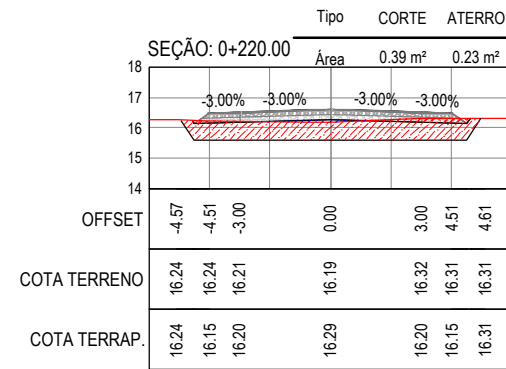 Tipo CORTE ATERRO
SEÇÃO: 0+220.00
Área 0.39 m² 0.23 m²
18
17
-3.00% -3.00% -3.00% -3.00%
16
15
14
OFFSET -4.57 -4.51 -3.00 0.00 3.00 4.51 4.61
COTA TERRENO 16.24 16.24 16.21 16.19 16.32 16.31 16.31
COTA TERRAP. 16.24 16.15 16.20 16.29 16.20 16.15 16.31